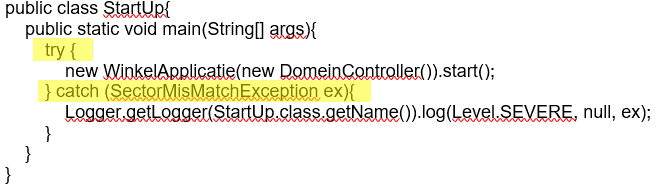 public class StartUp{
public static void main(String[] args){
try {
new WinkelApplicatie(new DomeinController()).start();
} catch (SectorMisMatchException ex){
Logger.getLogger(StartUp.class.getName()).log(Level.SEVERE, null, ex);
}
}
}